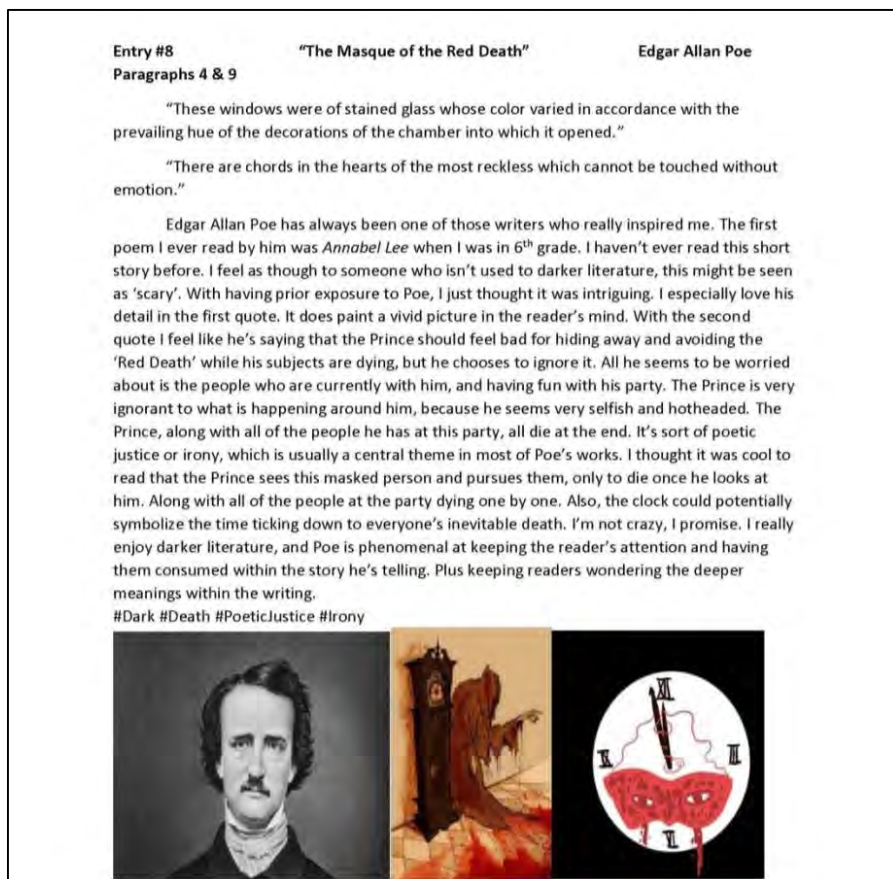 Entry #8 “The Masque of the Red Death” Edgar Allan Poe
Paragraphs 4 & 9
“These windows were of stained glass whose color varied in accordance with the
prevailing hue of the decorations of the chamber into which it opened.”
“There are chords in the hearts of the most reckless which cannot be touched without
emotion.”
Edgar Allan Poe has always been one of those writers who really inspired me. The first
poem I ever read by him was Annabel Lee when I was in 6th grade. I haven’t ever read this short
story before. I feel as though to someone who isn’t used to darker literature, this might be seen
as ‘scary’. With having prior exposure to Poe, I just thought it was intriguing. I especially love his
detail in the first quote. It does paint a vivid picture in the reader’s mind. With the second
quote I feel like he’s saying that the Prince should feel bad for hiding away and avoiding the
‘Red Death’ while his subjects are dying, but he chooses to ignore it. All he seems to be worried
about is the people who are currently with him, and having fun with his party. The Prince is very
ignorant to what is happening around him, because he seems very selfish and hotheaded. The
Prince, along with all of the people he has at this party, all die at the end. It’s sort of poetic
justice or irony, which is usually a central theme in most of Poe’s works. I thought it was cool to
read that the Prince sees this masked person and pursues them, only to die once he looks at
him. Along with all of the people at the party dying one by one. Also, the clock could potentially
symbolize the time ticking down to everyone’s inevitable death. I’m not crazy, I promise. I really
enjoy darker literature, and Poe is phenomenal at keeping the reader’s attention and having
them consumed within the story he’s telling. Plus keeping readers wondering the deeper
meanings within the writing.
#Dark #Death #PoeticJustice #Irony
XII
III
VI